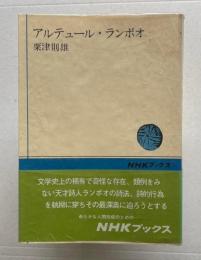 アルテュール・ランボオ
粟津則雄
NHKブックス
文学史上の稀有で奇怪な存在、類例をみ
ない天才詩人ランボオの詩法、詩的行為
を執拗に穿ちその最深奥に迫ろうとする
NHKブックス